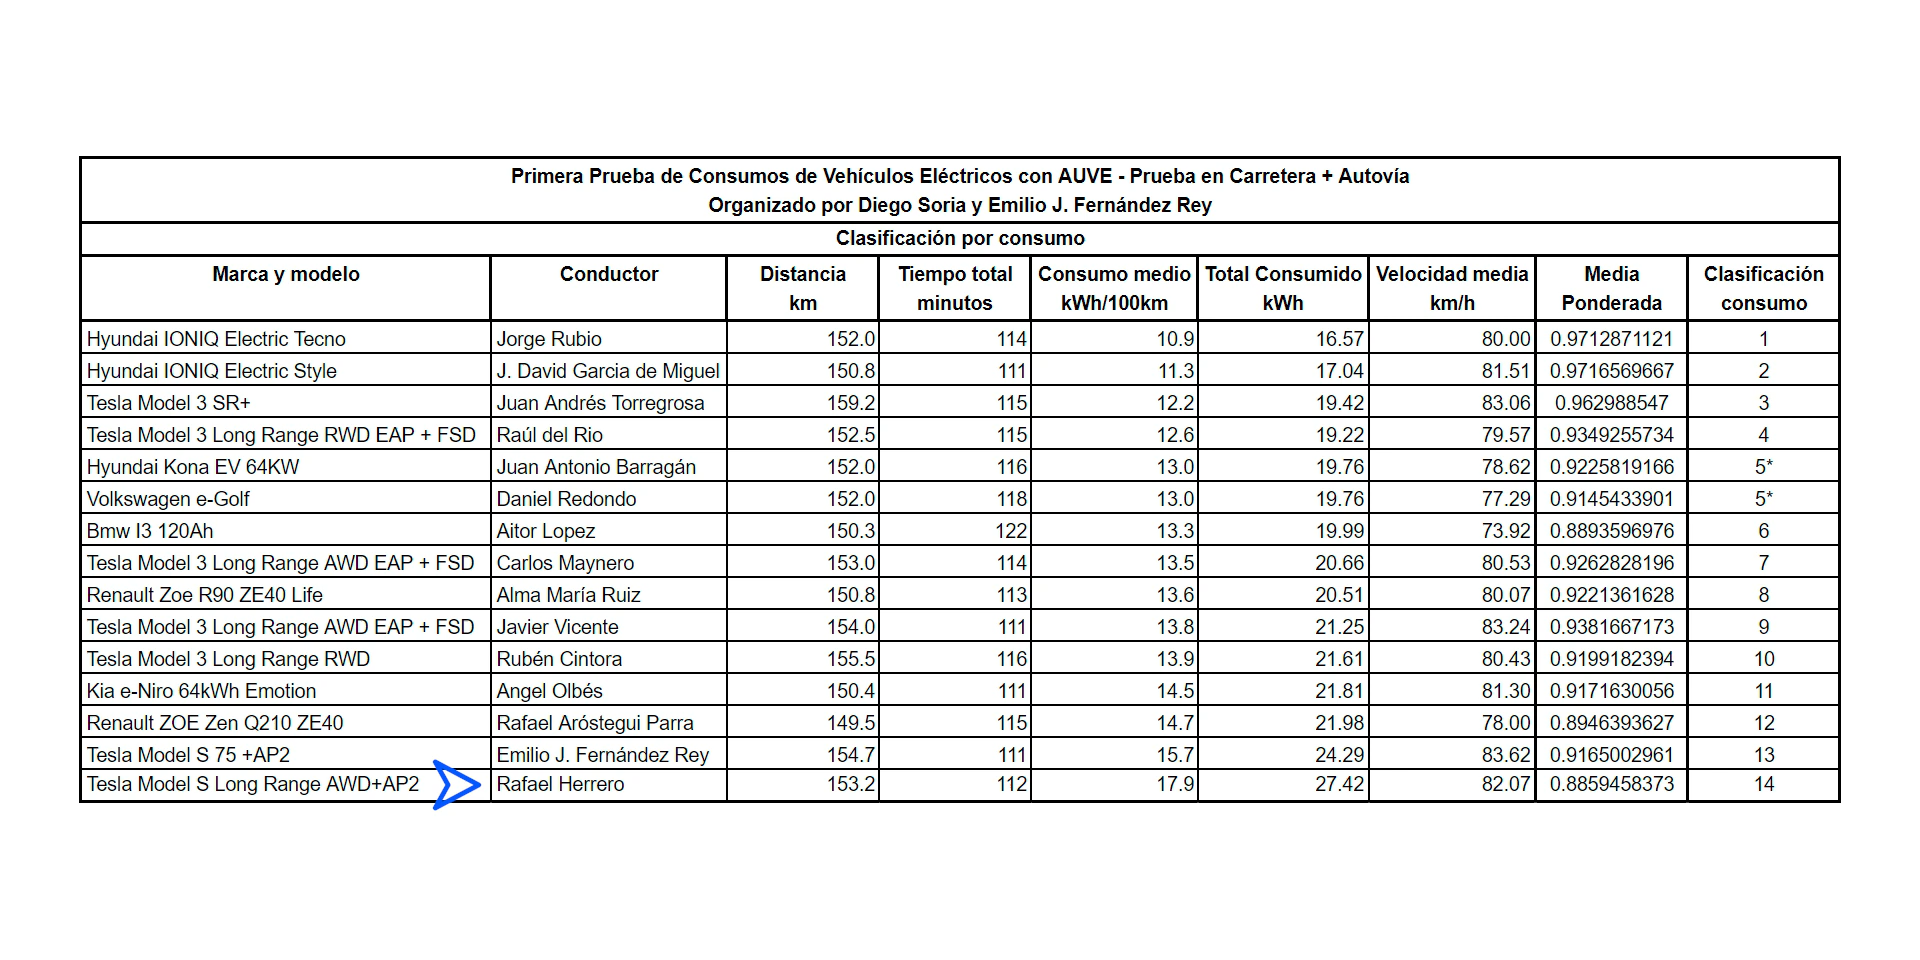 Primera Prueba de Consumos de Vehículos Eléctricos con AUVE - Prueba en Carretera + Autovía
Organizado por Diego Soria y Emilio J. Fernández Rey
Clasificación por consumo
Marca y modelo Conductor Distancia km Tiempo total minutos Consumo medio kWh/100km Total Consumido kWh Velocidad media km/h Media Ponderada Clasificación consumo
Hyundai IONIQ Electric Tecno Jorge Rubio 152.0 114 10.9 16.57 80.00 0.9712871121 1
Hyundai IONIQ Electric Style J. David Garcia de Miguel 150.8 111 11.3 17.04 81.51 0.9716569667 2
Tesla Model 3 SR+ Juan Andrés Torregrosa 159.2 115 12.2 19.42 83.06 0.962988547 3
Tesla Model 3 Long Range RWD EAP + FSD Raúl del Rio 152.5 115 12.6 19.22 79.57 0.9349255734 4
Hyundai Kona EV 64KW Juan Antonio Barragán 152.0 116 13.0 19.76 78.62 0.9225819166 5*
Volkswagen e-Golf Daniel Redondo 152.0 118 13.0 19.76 77.29 0.9145433901 5*
Bmw I3 120Ah Aitor Lopez 150.3 122 13.3 19.99 73.92 0.8893596976 6
Tesla Model 3 Long Range AWD EAP + FSD Carlos Maynero 153.0 114 13.5 20.66 80.53 0.9262828196 7
Renault Zoe R90 ZE40 Life Alma María Ruiz 150.8 113 13.6 20.51 80.07 0.9221361628 8
Tesla Model 3 Long Range AWD EAP + FSD Javier Vicente 154.0 111 13.8 21.25 83.24 0.9381667173 9
Tesla Model 3 Long Range RWD Rubén Cintora 155.5 116 13.9 21.61 80.43 0.9199182394 10
Kia e-Niro 64kWh Emotion Angel Olbés 150.4 111 14.5 21.81 81.30 0.9171630056 11
Renault ZOE Zen Q210 ZE40 Rafael Aróstegui Parra 149.5 115 14.7 21.98 78.00 0.8946393627 12
Tesla Model S 75 +AP2 Emilio J. Fernández Rey 154.7 111 15.7 24.29 83.62 0.9165002961 13
Tesla Model S Long Range AWD+AP2 Rafael Herrero 153.2 112 17.9 27.42 82.07 0.8859458373 14